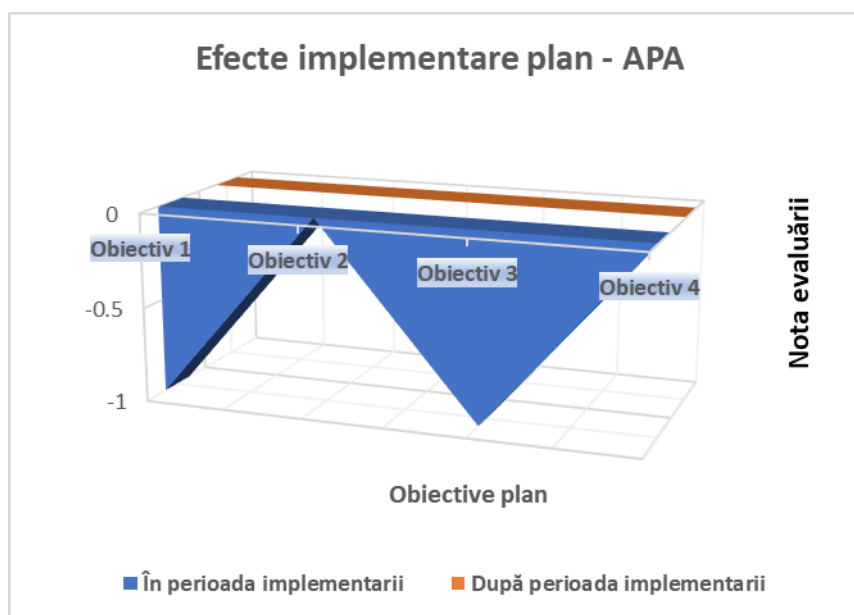 Efecte implementare plan - APA
0
Obiectiv 1
Obiectiv 2
Obiectiv 3
Obiectiv 4
-0.5
-1
Nota evaluării
Obiective plan
În perioada implementarii
După perioada implementarii